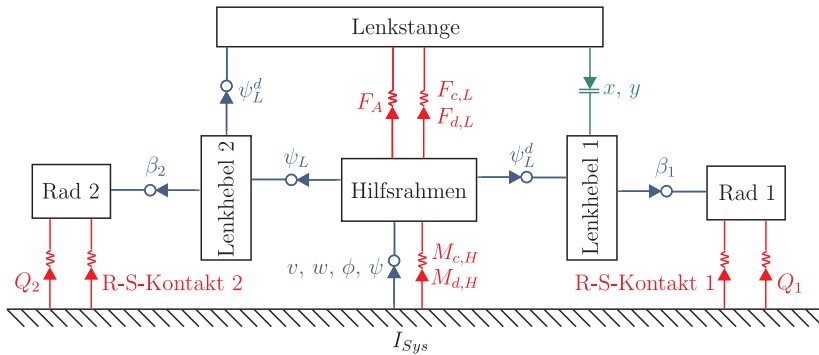 Lenkstange
ψ_L^d
F_A
F_{c,L}
F_{d,L}
x, y
Rad 2
β_2
Lenkhebel 2
ψ_L
Hilfsrahmen
ψ_L^d
Lenkhebel 1
β_1
Rad 1
Q_2
R-S-Kontakt 2
v, w, ϕ, ψ
M_{c,H}
M_{d,H}
R-S-Kontakt 1
Q_1
I_{Sys}